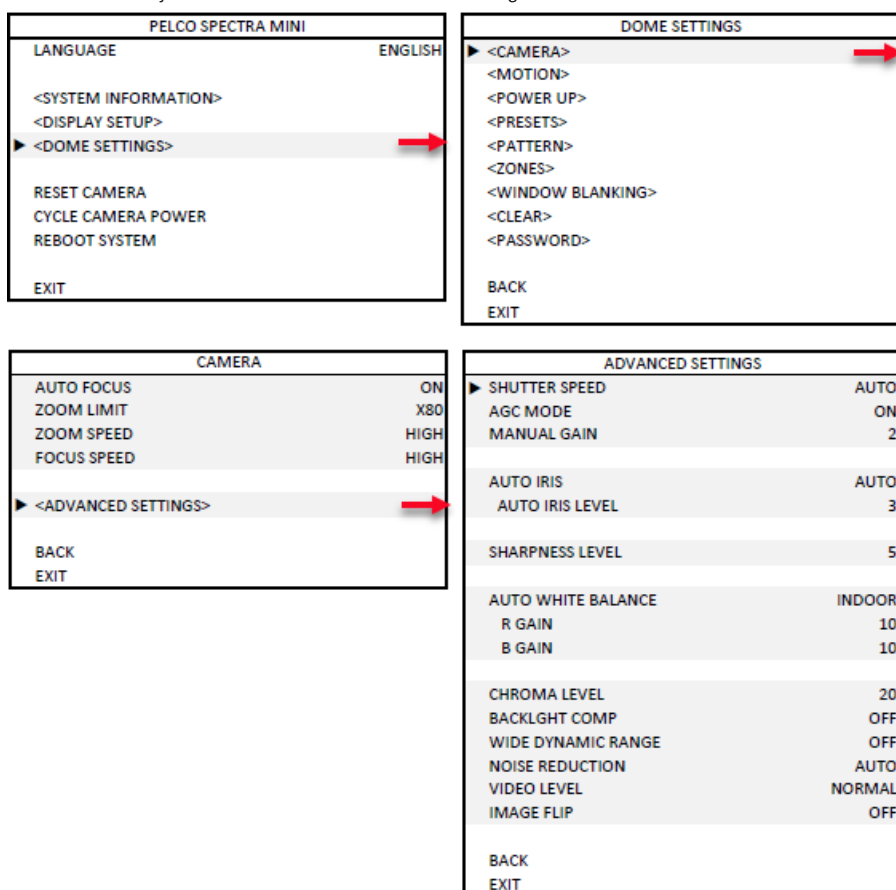 PELCO SPECTRA MINI
LANGUAGE ENGLISH
<SYSTEM INFORMATION>
<DISPLAY SETUP>
<DOME SETTINGS>
RESET CAMERA
CYCLE CAMERA POWER
REBOOT SYSTEM
EXIT
DOME SETTINGS
<CAMERA>
<MOTION>
<POWER UP>
<PRESETS>
<PATTERN>
<ZONES>
<WINDOW BLANKING>
<CLEAR>
<PASSWORD>
BACK
EXIT
CAMERA
AUTO FOCUS ON
ZOOM LIMIT X80
ZOOM SPEED HIGH
FOCUS SPEED HIGH
<ADVANCED SETTINGS>
BACK
EXIT
ADVANCED SETTINGS
SHUTTER SPEED AUTO
AGC MODE ON
MANUAL GAIN 2
AUTO IRIS AUTO
AUTO IRIS LEVEL 3
SHARPNESS LEVEL 5
AUTO WHITE BALANCE INDOOR
R GAIN 10
B GAIN 10
CHROMA LEVEL 20
BACKLGHT COMP OFF
WIDE DYNAMIC RANGE OFF
NOISE REDUCTION AUTO
VIDEO LEVEL NORMAL
IMAGE FLIP OFF
BACK
EXIT